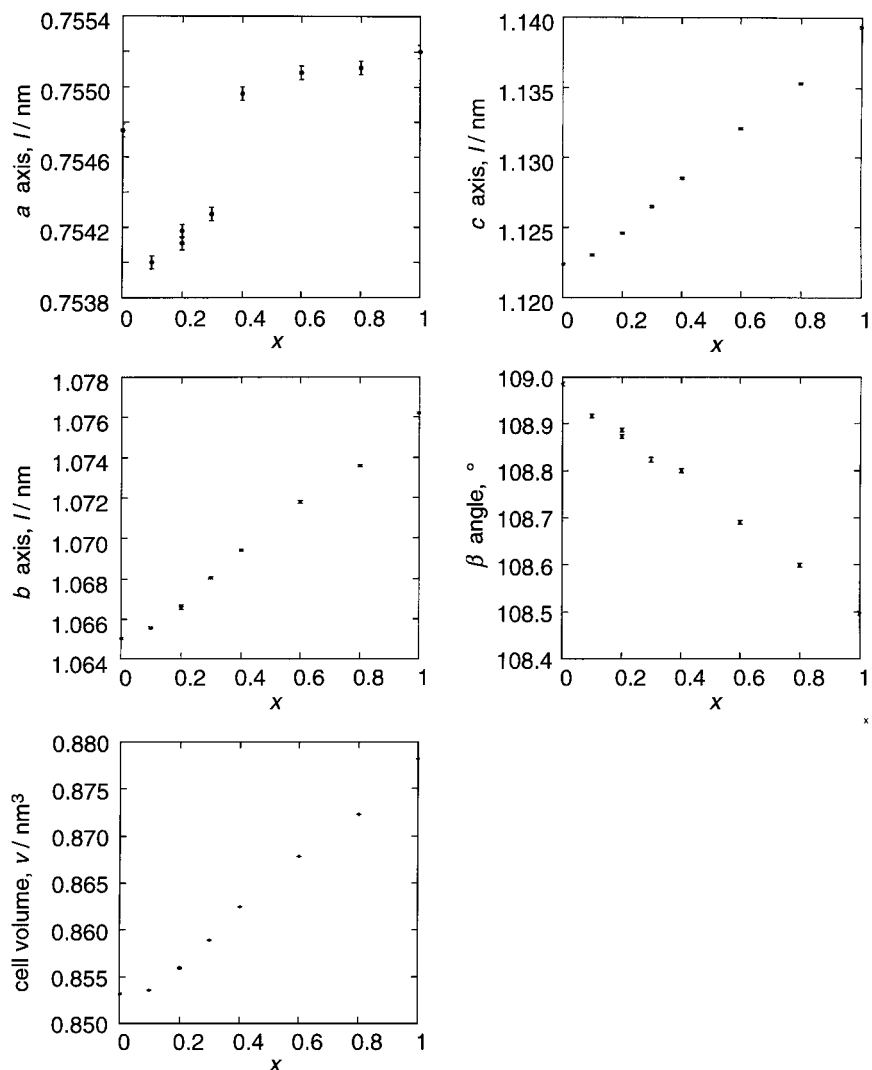 0.7554
0.7550
0.7546
0.7542
0.7538
a axis, l / nm
0 0.2 0.4 0.6 0.8 1
x
1.140
1.135
1.130
1.125
1.120
c axis, l / nm
0 0.2 0.4 0.6 0.8 1
x
1.078
1.076
1.074
1.072
1.070
1.068
1.066
1.064
b axis, l / nm
0 0.2 0.4 0.6 0.8 1
x
109.0
108.9
108.8
108.7
108.6
108.5
108.4
β angle, °
0 0.2 0.4 0.6 0.8 1
x
0.880
0.875
0.870
0.865
0.860
0.855
0.850
cell volume, v / nm³
0 0.2 0.4 0.6 0.8 1
x